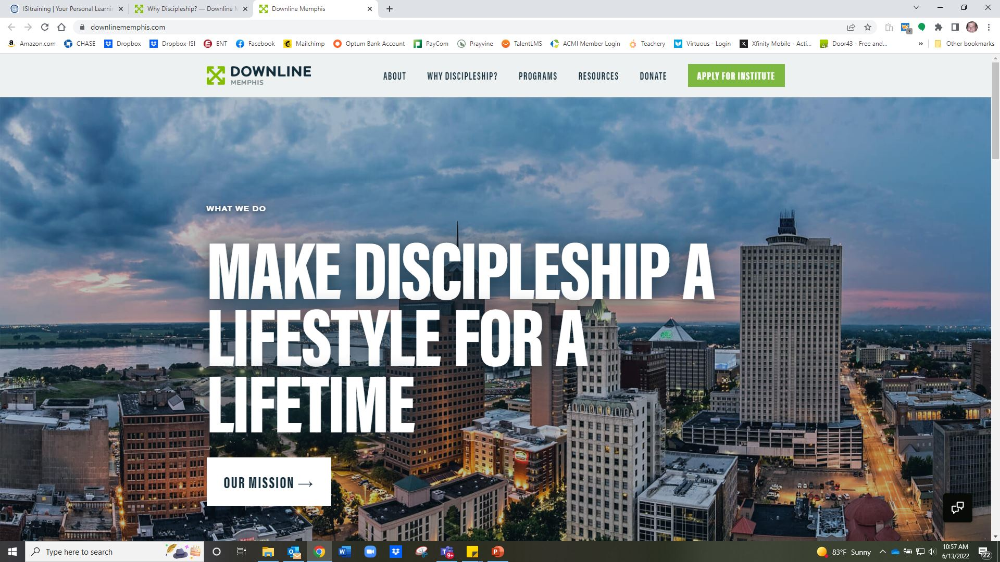 ISItraining | Your Personal Learnin
Why Discipleship? — Downline M
Downline Memphis
downlinememphis.com
Amazon.com
CHASE
Dropbox
Dropbox-ISI
ENT
Facebook
Mailchimp
Optum Bank Account
PayCom
Prayvine
TalentLMS
ACMI Member Login
Teachery
Virtuous - Login
Xfinity Mobile - Acti...
Door43 - Free and...
»
Other bookmarks
DOWNLINE
MEMPHIS
ABOUT
WHY DISCIPLESHIP?
PROGRAMS
RESOURCES
DONATE
APPLY FOR INSTITUTE
WHAT WE DO
MAKE DISCIPLESHIP A
LIFESTYLE FOR A
LIFETIME
OUR MISSION →
Type here to search
9+
83°F Sunny
10:57 AM
6/13/2022
22